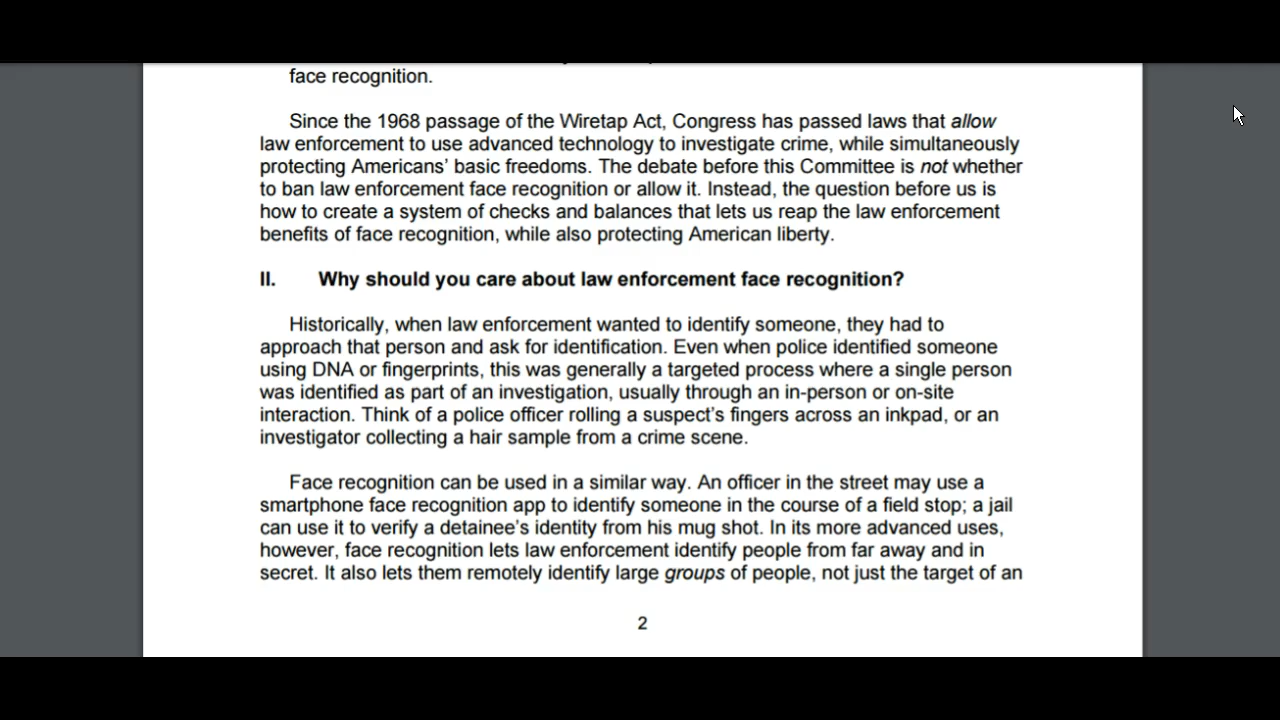 face recognition.
Since the 1968 passage of the Wiretap Act, Congress has passed laws that allow
law enforcement to use advanced technology to investigate crime, while simultaneously
protecting Americans' basic freedoms. The debate before this Committee is not whether
to ban law enforcement face recognition or allow it. Instead, the question before us is
how to create a system of checks and balances that lets us reap the law enforcement
benefits of face recognition, while also protecting American liberty.
II. Why should you care about law enforcement face recognition?
Historically, when law enforcement wanted to identify someone, they had to
approach that person and ask for identification. Even when police identified someone
using DNA or fingerprints, this was generally a targeted process where a single person
was identified as part of an investigation, usually through an in-person or on-site
interaction. Think of a police officer rolling a suspect's fingers across an inkpad, or an
investigator collecting a hair sample from a crime scene.
Face recognition can be used in a similar way. An officer in the street may use a
smartphone face recognition app to identify someone in the course of a field stop; a jail
can use it to verify a detainee's identity from his mug shot. In its more advanced uses,
however, face recognition lets law enforcement identify people from far away and in
secret. It also lets them remotely identify large groups of people, not just the target of an
2